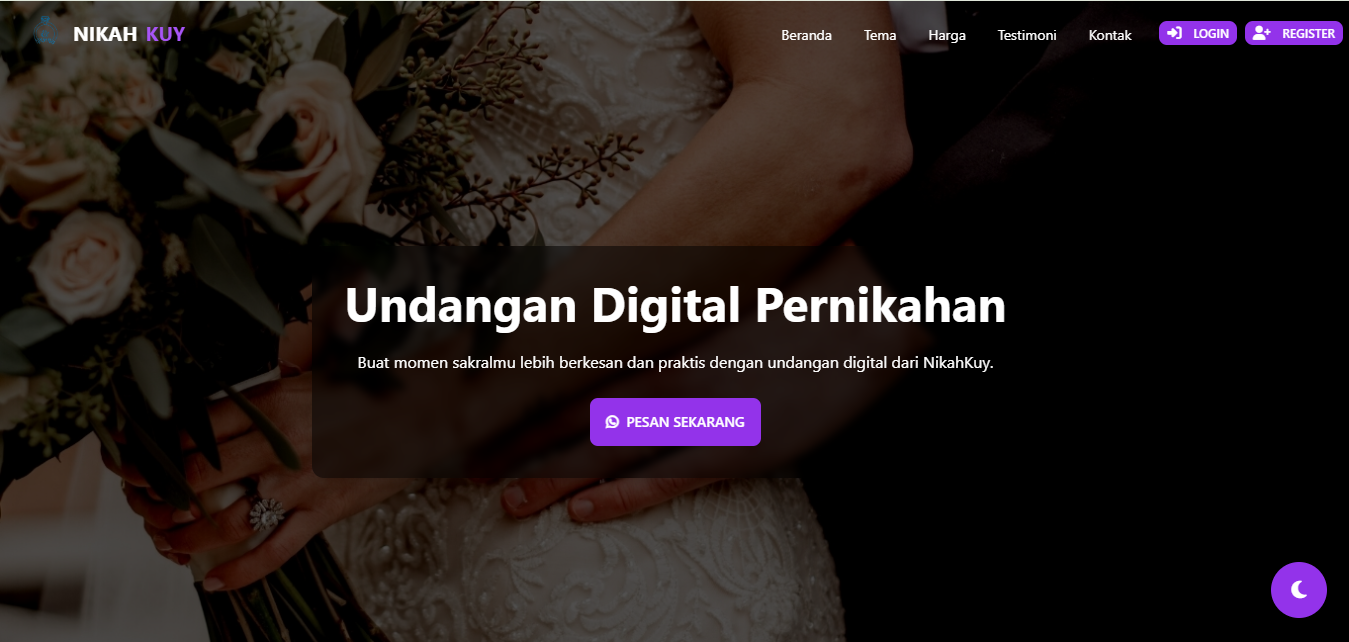 NIKAH KUY
Beranda Tema Harga Testimoni Kontak LOGIN REGISTER
Undangan Digital Pernikahan
Buat momen sakralmu lebih berkesan dan praktis dengan undangan digital dari NikahKuy.
PESAN SEKARANG